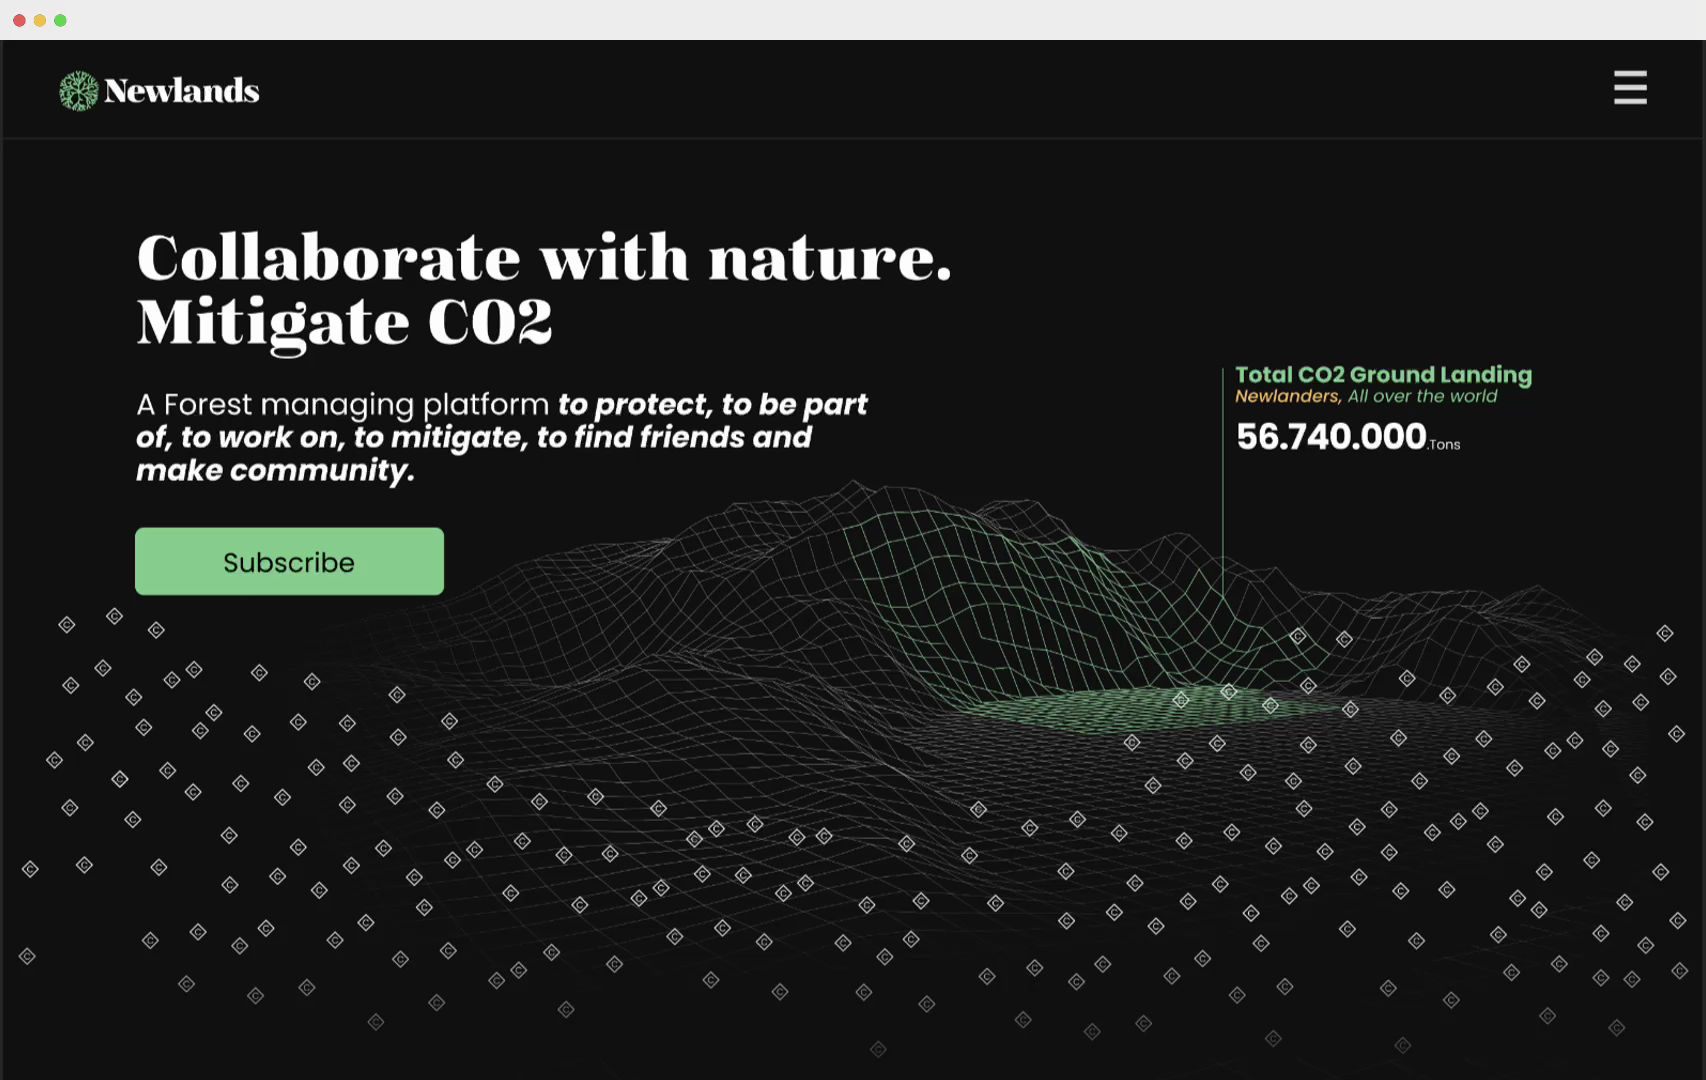 Newlands
Collaborate with nature.
Mitigate CO2
A Forest managing platform to protect, to be part
of, to work on, to mitigate, to find friends and
make community.
Subscribe
Total CO2 Ground Landing
Newlanders, All over the world
56.740.000.Tons